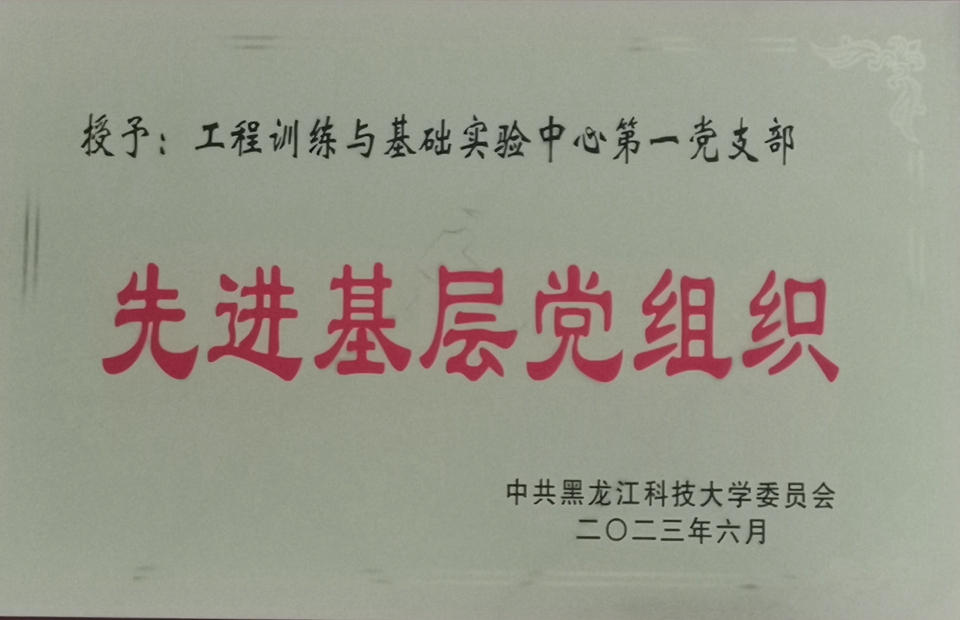 授予：工程训练与基础实验中心第一党支部
先进基层党组织
中共黑龙江科技大学委员会
二〇二三年六月